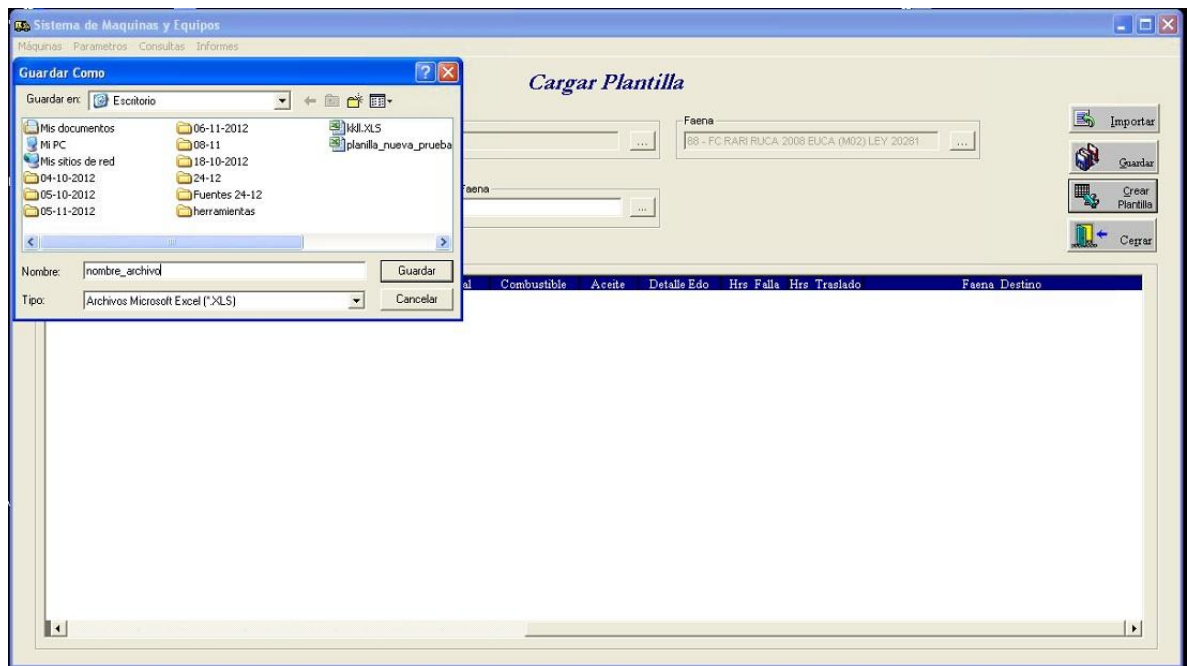 Sistema de Maquinas y Equipos
Máquinas Parametros Consultas Informes
Guardar Como
Cargar Plantilla
Guardar en: Escritorio
Mis documentos
Mi PC
Mis sitios de red
04-10-2012
05-10-2012
05-11-2012
06-11-2012
08-11
18-10-2012
24-12
Fuentes 24-12
herramientas
kkll.XLS
planilla_nueva_prueba
Nombre: nombre_archivo
Guardar
Tipo: Archivos Microsoft Excel (*.XLS)
Cancelar
...
Faena
88 - FC RARI RUCA 2008 EUCA (M02) LEY 20281 ...
Faena
...
Importar
Guardar
Crear
Plantilla
Cerrar
al Combustible Aceite Detalle Edo Hrs Falla Hrs Traslado Faena Destino